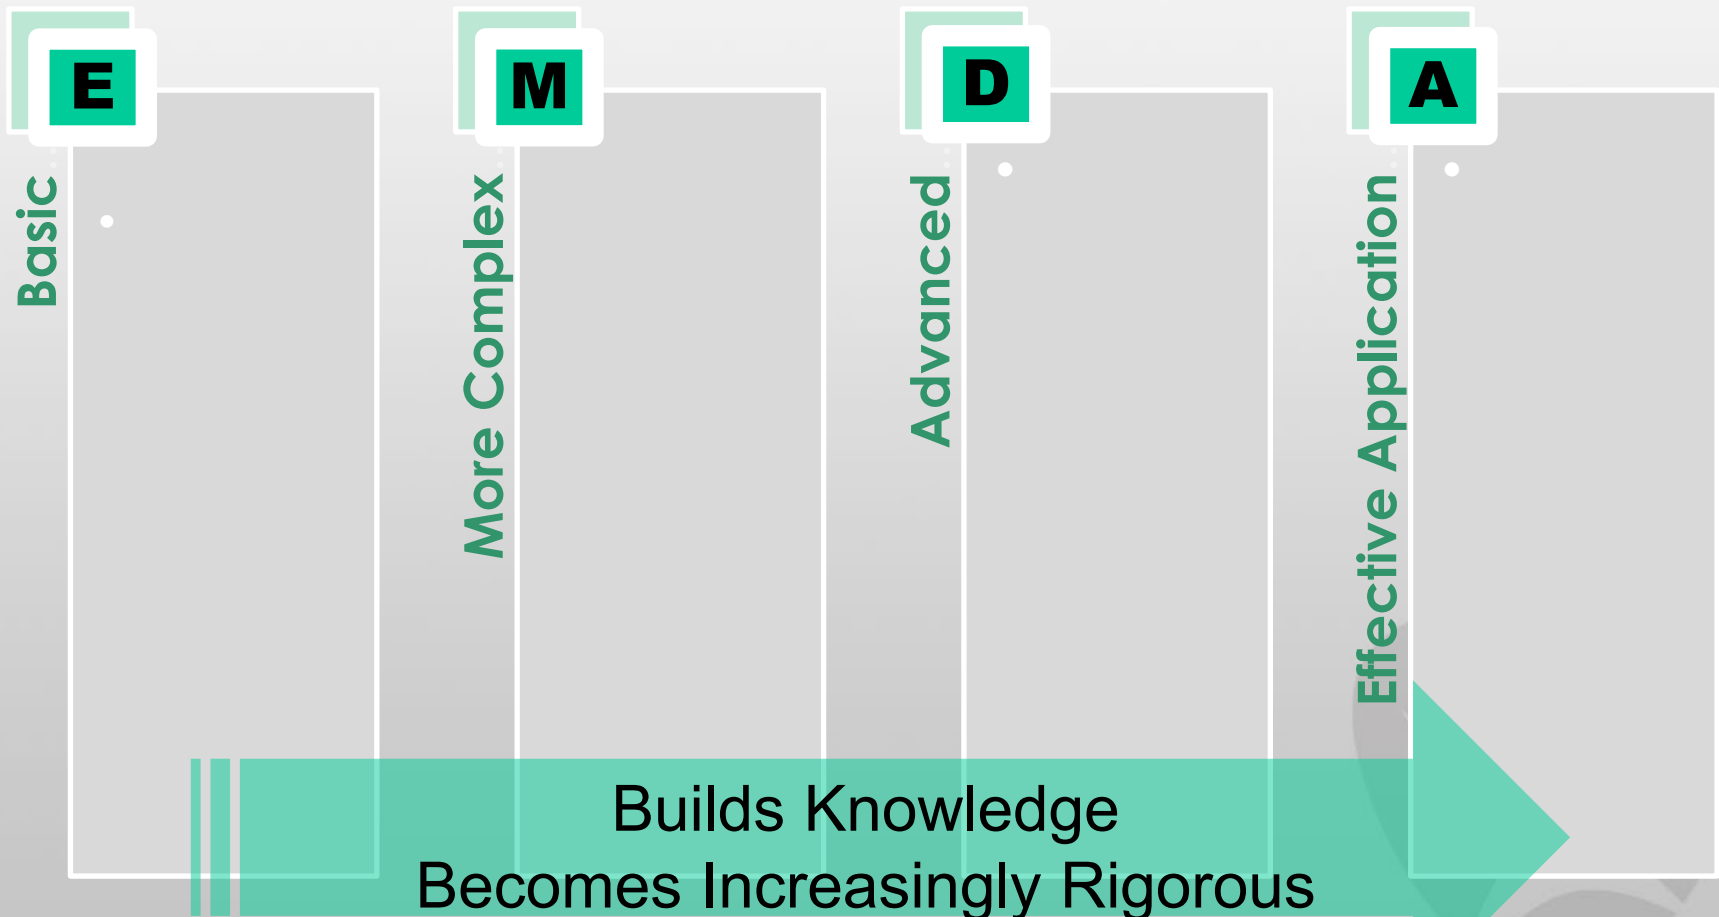 E
Basic
M
More Complex
D
Advanced
A
Effective Application
Builds Knowledge
Becomes Increasingly Rigorous